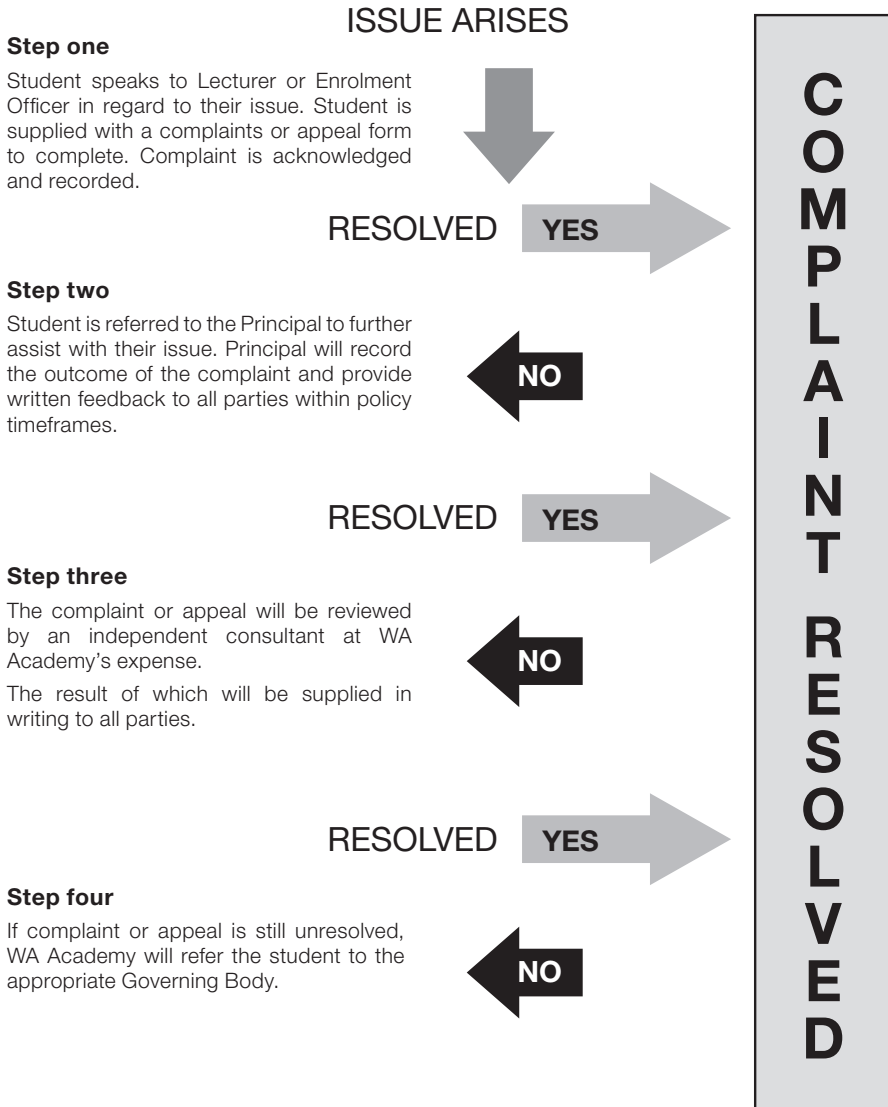 ISSUE ARISES
Step one
Student speaks to Lecturer or Enrolment
Officer in regard to their issue. Student is
supplied with a complaints or appeal form
to complete. Complaint is acknowledged
and recorded.
RESOLVED YES
Step two
Student is referred to the Principal to further
assist with their issue. Principal will record
the outcome of the complaint and provide
written feedback to all parties within policy
timeframes.
NO
RESOLVED YES
Step three
The complaint or appeal will be reviewed
by an independent consultant at WA
Academy’s expense.
The result of which will be supplied in
writing to all parties.
NO
RESOLVED YES
Step four
If complaint or appeal is still unresolved,
WA Academy will refer the student to the
appropriate Governing Body.
NO
COMPLAINT RESOLVED